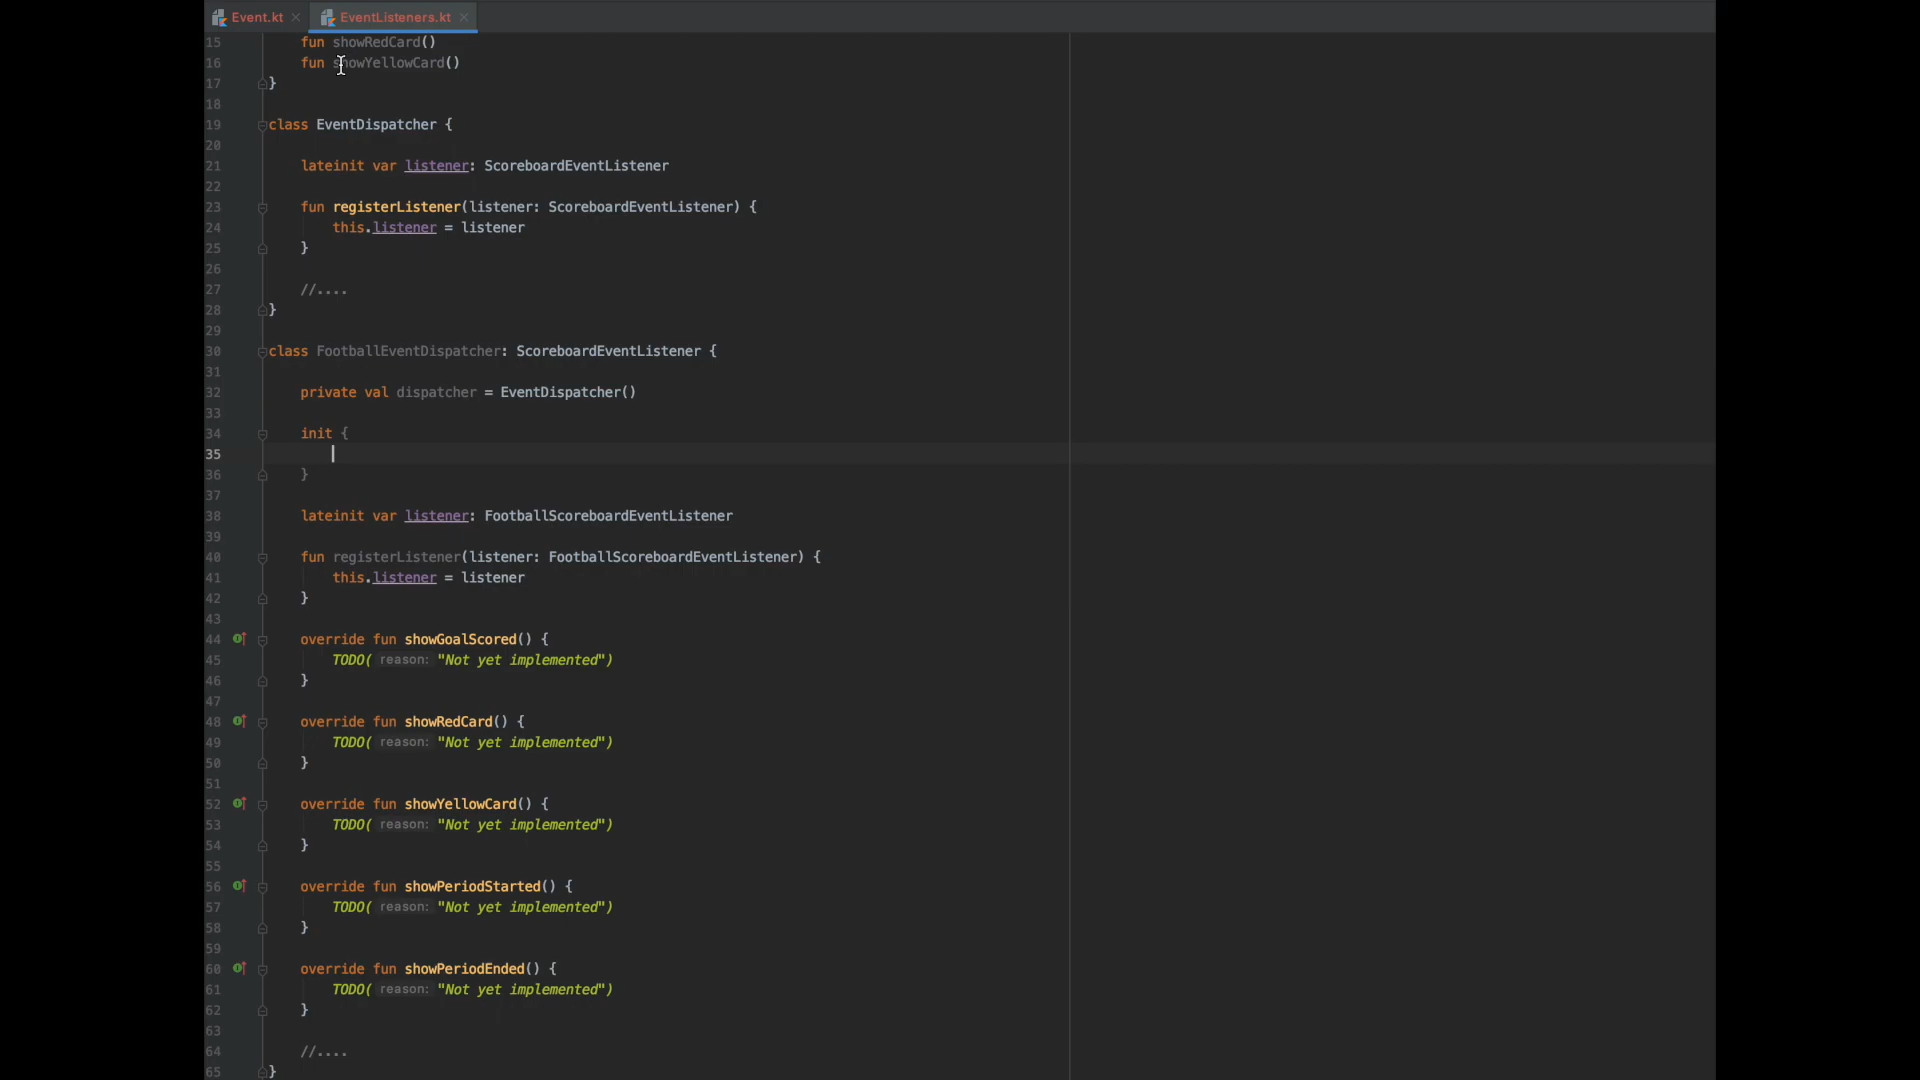 Event.kt EventListeners.kt
15 fun showRedCard()
16 fun showYellowCard()
17 }
18
19 class EventDispatcher {
20
21 lateinit var listener: ScoreboardEventListener
22
23 fun registerListener(listener: ScoreboardEventListener) {
24 this.listener = listener
25 }
26
27 //....
28 }
29
30 class FootballEventDispatcher: ScoreboardEventListener {
31
32 private val dispatcher = EventDispatcher()
33
34 init {
35
36 }
37
38 lateinit var listener: FootballScoreboardEventListener
39
40 fun registerListener(listener: FootballScoreboardEventListener) {
41 this.listener = listener
42 }
43
44 override fun showGoalScored() {
45 TODO( reason: "Not yet implemented")
46 }
47
48 override fun showRedCard() {
49 TODO( reason: "Not yet implemented")
50 }
51
52 override fun showYellowCard() {
53 TODO( reason: "Not yet implemented")
54 }
55
56 override fun showPeriodStarted() {
57 TODO( reason: "Not yet implemented")
58 }
59
60 override fun showPeriodEnded() {
61 TODO( reason: "Not yet implemented")
62 }
63
64 //....
65 }